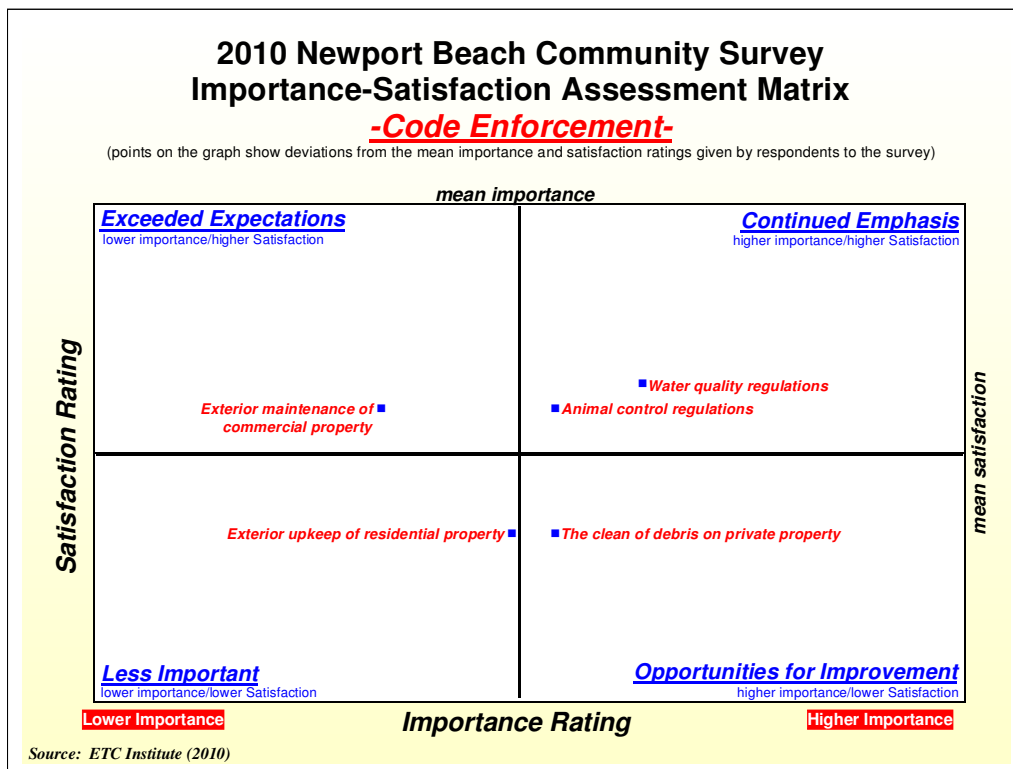 2010 Newport Beach Community Survey
Importance-Satisfaction Assessment Matrix
-Code Enforcement-
(points on the graph show deviations from the mean importance and satisfaction ratings given by respondents to the survey)
mean importance
Exceeded Expectations
lower importance/higher Satisfaction
Continued Emphasis
higher importance/higher Satisfaction
Satisfaction Rating
mean satisfaction
Water quality regulations
Exterior maintenance of
commercial property
Animal control regulations
Exterior upkeep of residential property
The clean of debris on private property
Less Important
lower importance/lower Satisfaction
Opportunities for Improvement
higher importance/lower Satisfaction
Lower Importance
Importance Rating
Higher Importance
Source: ETC Institute (2010)